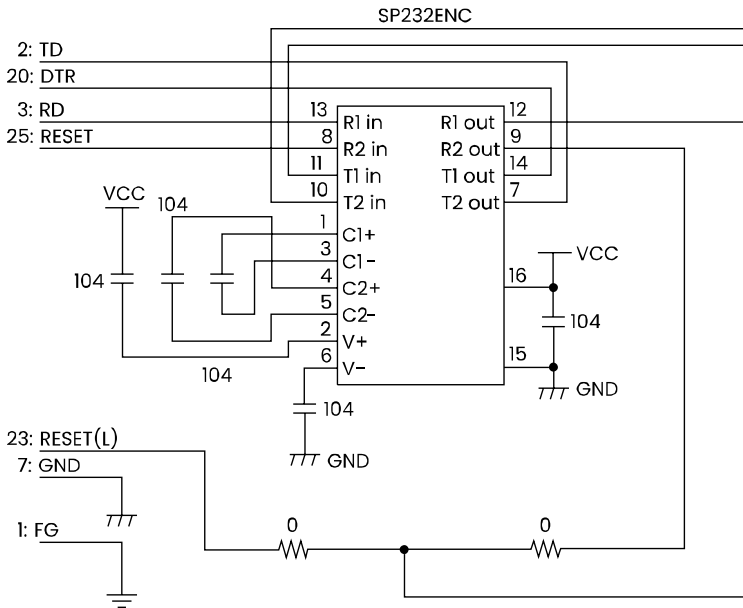 SP232ENC
2: TD
20: DTR
3: RD
25: RESET
13
8
11
10
R1 in
R2 in
T1 in
T2 in
R1 out
R2 out
T1 out
T2 out
12
9
14
7
VCC
104
104
1
3
4
5
2
6
C1+
C1-
C2+
C2-
V+
V-
104
104
GND
16
15
VCC
104
GND
23: RESET(L)
7: GND
1: FG
0
0